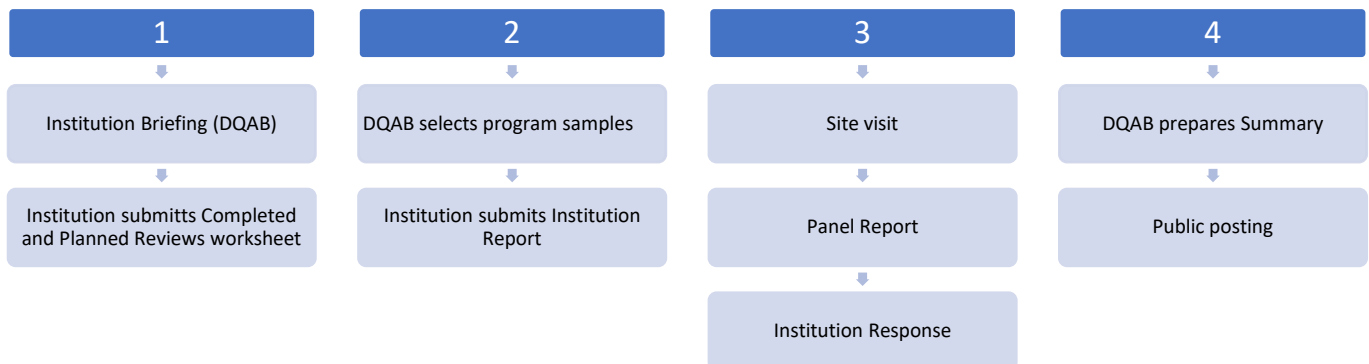 1
Institution Briefing (DQAB)
Institution submitts Completed
and Planned Reviews worksheet
2
DQAB selects program samples
Institution submits Institution
Report
3
Site visit
Panel Report
Institution Response
4
DQAB prepares Summary
Public posting